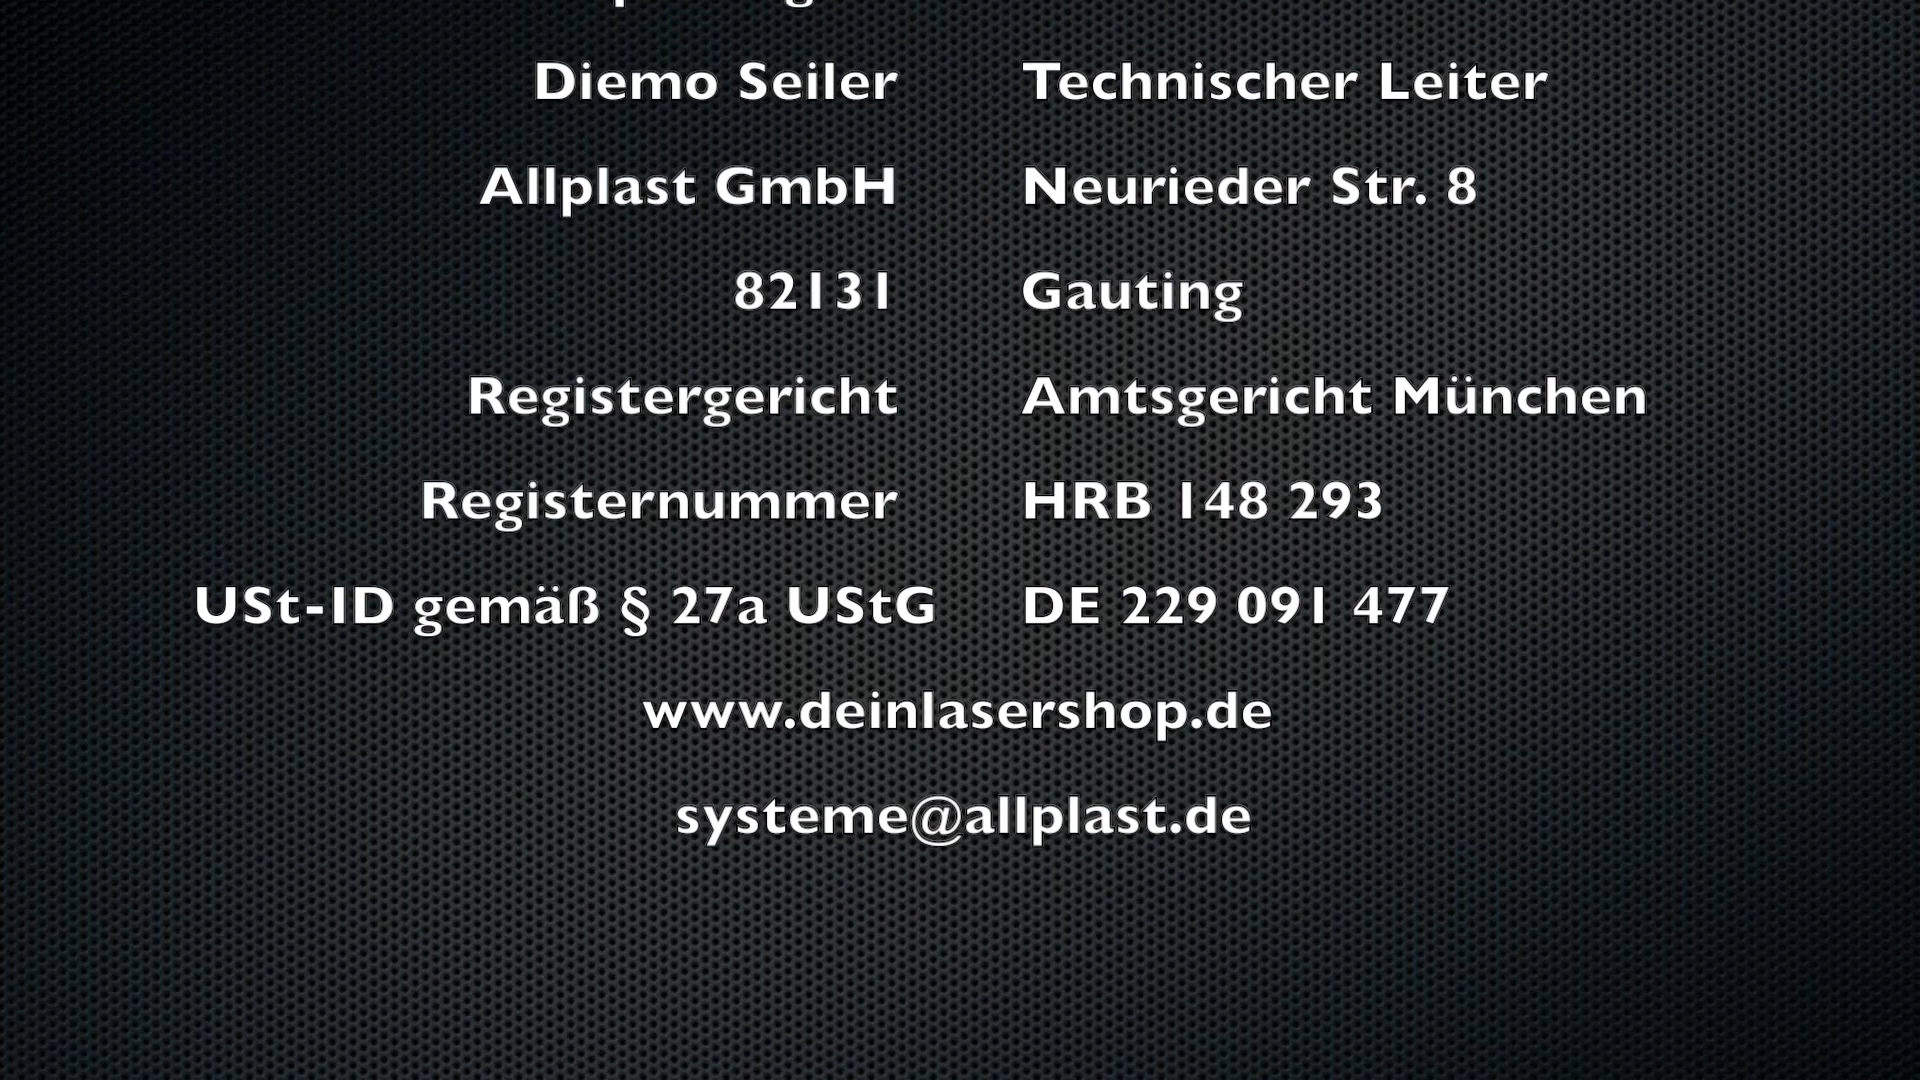 Diemo Seiler Technischer Leiter
Allplast GmbH Neurieder Str. 8
82131 Gauting
Registergericht Amtsgericht München
Registernummer HRB 148 293
USt-ID gemäß § 27a UStG DE 229 091 477
www.deinlasershop.de
systeme@allplast.de